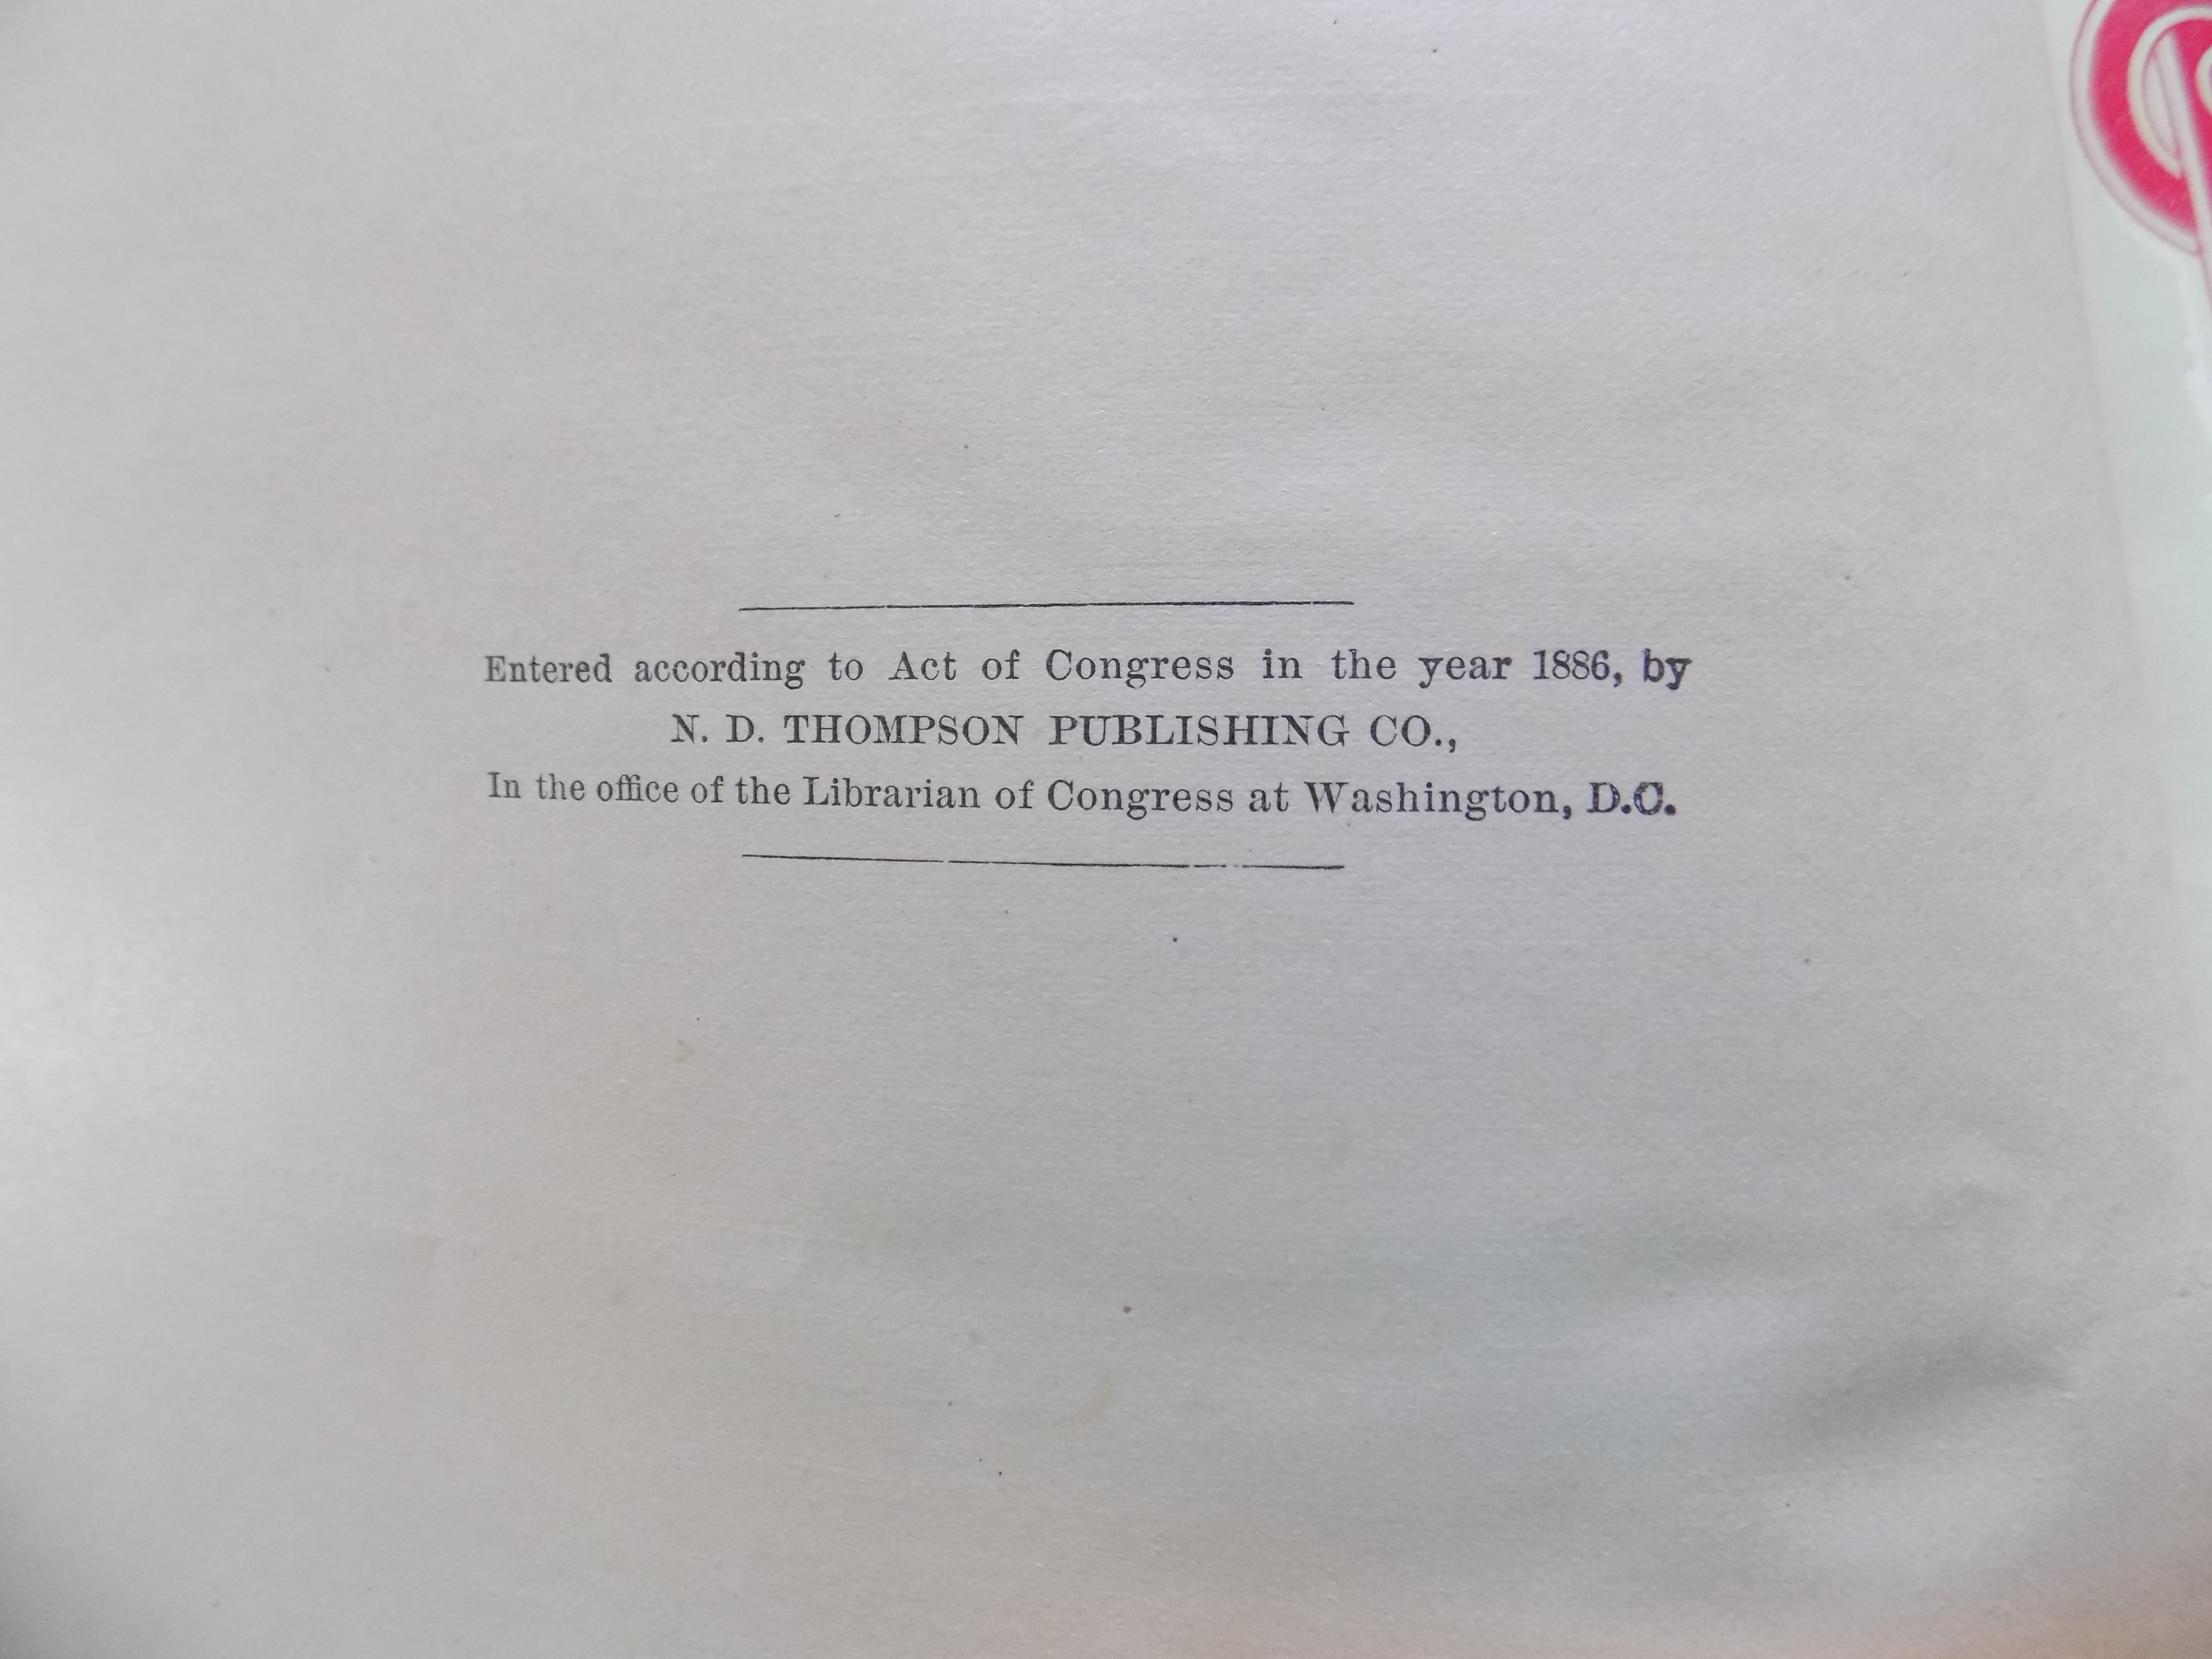 Entered according to Act of Congress in the year 1886, by
N. D. THOMPSON PUBLISHING CO.,
In the office of the Librarian of Congress at Washington, D.C.